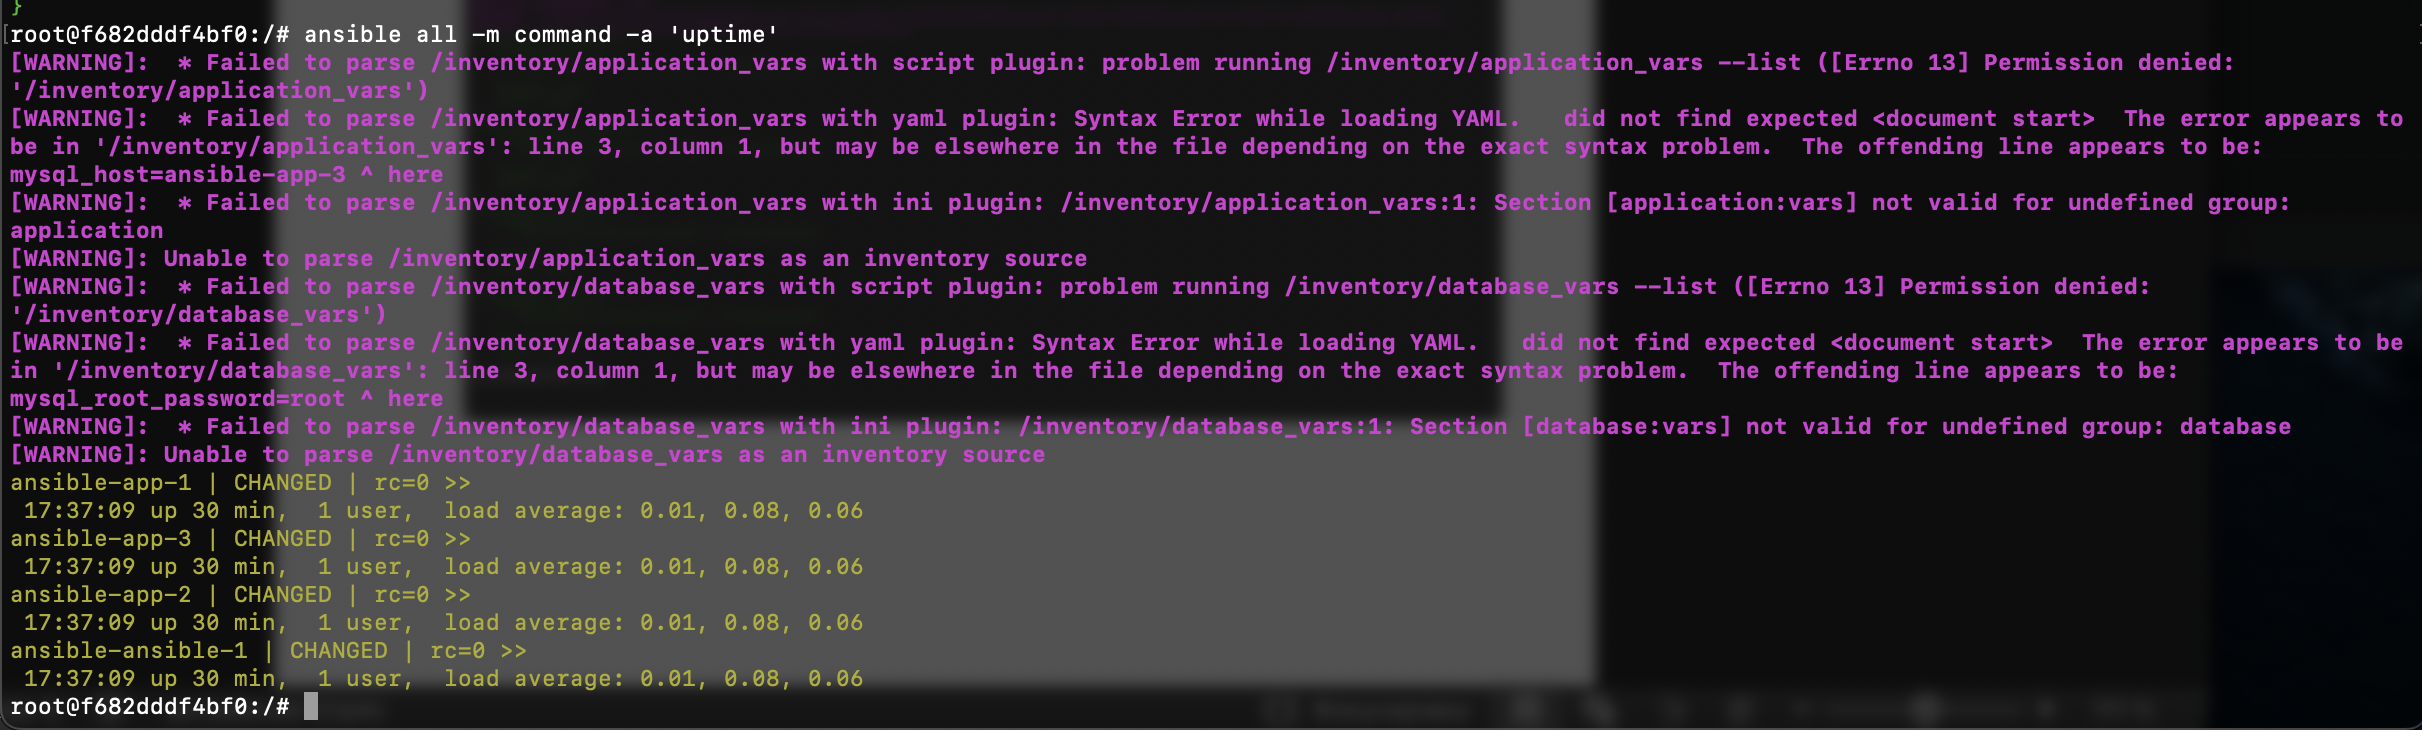 }
root@f682dddf4bf0:/# ansible all -m command -a 'uptime'
[WARNING]:  * Failed to parse /inventory/application_vars with script plugin: problem running /inventory/application_vars --list ([Errno 13] Permission denied:
'/inventory/application_vars')
[WARNING]:  * Failed to parse /inventory/application_vars with yaml plugin: Syntax Error while loading YAML.   did not find expected <document start>  The error appears to
be in '/inventory/application_vars': line 3, column 1, but may be elsewhere in the file depending on the exact syntax problem.  The offending line appears to be:
mysql_host=ansible-app-3 ^ here
[WARNING]:  * Failed to parse /inventory/application_vars with ini plugin: /inventory/application_vars:1: Section [application:vars] not valid for undefined group:
application
[WARNING]: Unable to parse /inventory/application_vars as an inventory source
[WARNING]:  * Failed to parse /inventory/database_vars with script plugin: problem running /inventory/database_vars --list ([Errno 13] Permission denied:
'/inventory/database_vars')
[WARNING]:  * Failed to parse /inventory/database_vars with yaml plugin: Syntax Error while loading YAML.   did not find expected <document start>  The error appears to be
in '/inventory/database_vars': line 3, column 1, but may be elsewhere in the file depending on the exact syntax problem.  The offending line appears to be:
mysql_root_password=root ^ here
[WARNING]:  * Failed to parse /inventory/database_vars with ini plugin: /inventory/database_vars:1: Section [database:vars] not valid for undefined group: database
[WARNING]: Unable to parse /inventory/database_vars as an inventory source
ansible-app-1 | CHANGED | rc=0 >>
 17:37:09 up 30 min,  1 user,  load average: 0.01, 0.08, 0.06
ansible-app-3 | CHANGED | rc=0 >>
 17:37:09 up 30 min,  1 user,  load average: 0.01, 0.08, 0.06
ansible-app-2 | CHANGED | rc=0 >>
 17:37:09 up 30 min,  1 user,  load average: 0.01, 0.08, 0.06
ansible-ansible-1 | CHANGED | rc=0 >>
 17:37:09 up 30 min,  1 user,  load average: 0.01, 0.08, 0.06
root@f682dddf4bf0:/#